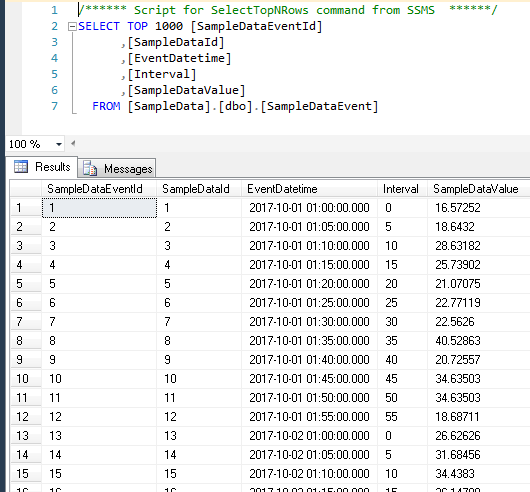 1 /****** Script for SelectTopNRows command from SSMS ******/
2 SELECT TOP 1000 [SampleDataEventId]
3 ,[SampleDataId]
4 ,[EventDatetime]
5 ,[Interval]
6 ,[SampleDataValue]
7 FROM [SampleData].[dbo].[SampleDataEvent]
100 %
Results Messages
SampleDataEventId SampleDataId EventDatetime Interval SampleDataValue
1 1 1 2017-10-01 01:00:00.000 0 16.57252
2 2 2 2017-10-01 01:05:00.000 5 18.6432
3 3 3 2017-10-01 01:10:00.000 10 28.63182
4 4 4 2017-10-01 01:15:00.000 15 25.73902
5 5 5 2017-10-01 01:20:00.000 20 21.07075
6 6 6 2017-10-01 01:25:00.000 25 22.77119
7 7 7 2017-10-01 01:30:00.000 30 22.5626
8 8 8 2017-10-01 01:35:00.000 35 40.52863
9 9 9 2017-10-01 01:40:00.000 40 20.72557
10 10 10 2017-10-01 01:45:00.000 45 34.63503
11 11 11 2017-10-01 01:50:00.000 50 34.63503
12 12 12 2017-10-01 01:55:00.000 55 18.68711
13 13 13 2017-10-02 01:00:00.000 0 26.62626
14 14 14 2017-10-02 01:05:00.000 5 31.68456
15 15 15 2017-10-02 01:10:00.000 10 34.4383